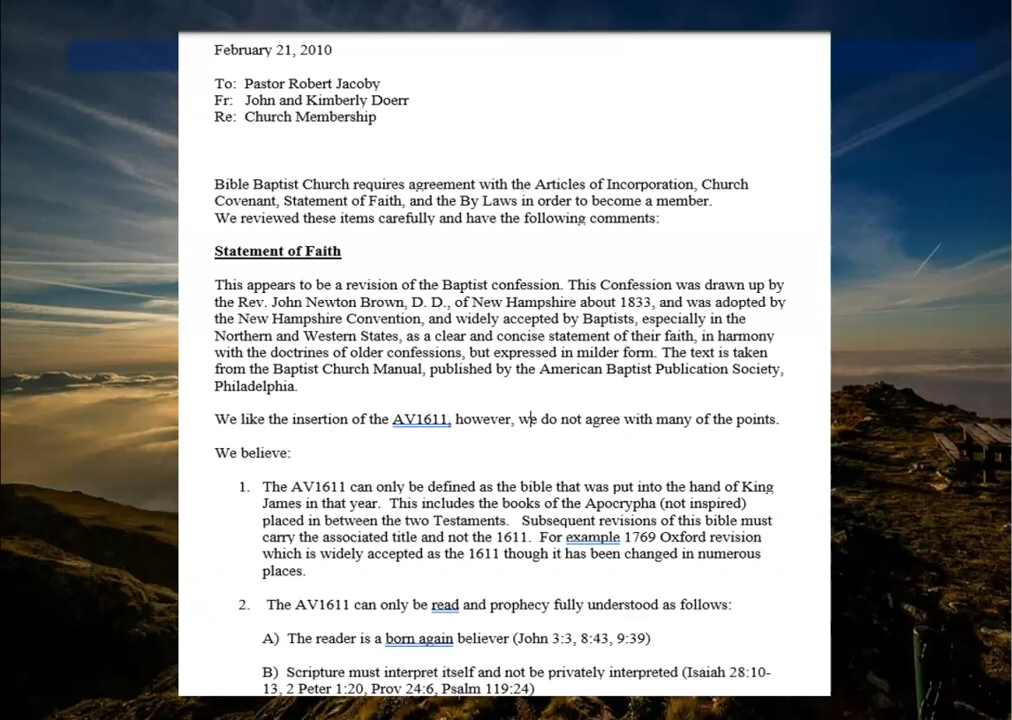 February 21, 2010
To: Pastor Robert Jacoby
Fr: John and Kimberly Doerr
Re: Church Membership
Bible Baptist Church requires agreement with the Articles of Incorporation, Church
Covenant, Statement of Faith, and the By Laws in order to become a member.
We reviewed these items carefully and have the following comments:
Statement of Faith
This appears to be a revision of the Baptist confession. This Confession was drawn up by
the Rev. John Newton Brown, D. D., of New Hampshire about 1833, and was adopted by
the New Hampshire Convention, and widely accepted by Baptists, especially in the
Northern and Western States, as a clear and concise statement of their faith, in harmony
with the doctrines of older confessions, but expressed in milder form. The text is taken
from the Baptist Church Manual, published by the American Baptist Publication Society,
Philadelphia.
We like the insertion of the AV1611, however, we do not agree with many of the points.
We believe:
1. The AV1611 can only be defined as the bible that was put into the hand of King
James in that year. This includes the books of the Apocrypha (not inspired)
placed in between the two Testaments. Subsequent revisions of this bible must
carry the associated title and not the 1611. For example 1769 Oxford revision
which is widely accepted as the 1611 though it has been changed in numerous
places.
2. The AV1611 can only be read and prophecy fully understood as follows:
A) The reader is a born again believer (John 3:3, 8:43, 9:39)
B) Scripture must interpret itself and not be privately interpreted (Isaiah 28:10-
13, 2 Peter 1:20, Prov 24:6, Psalm 119:24)